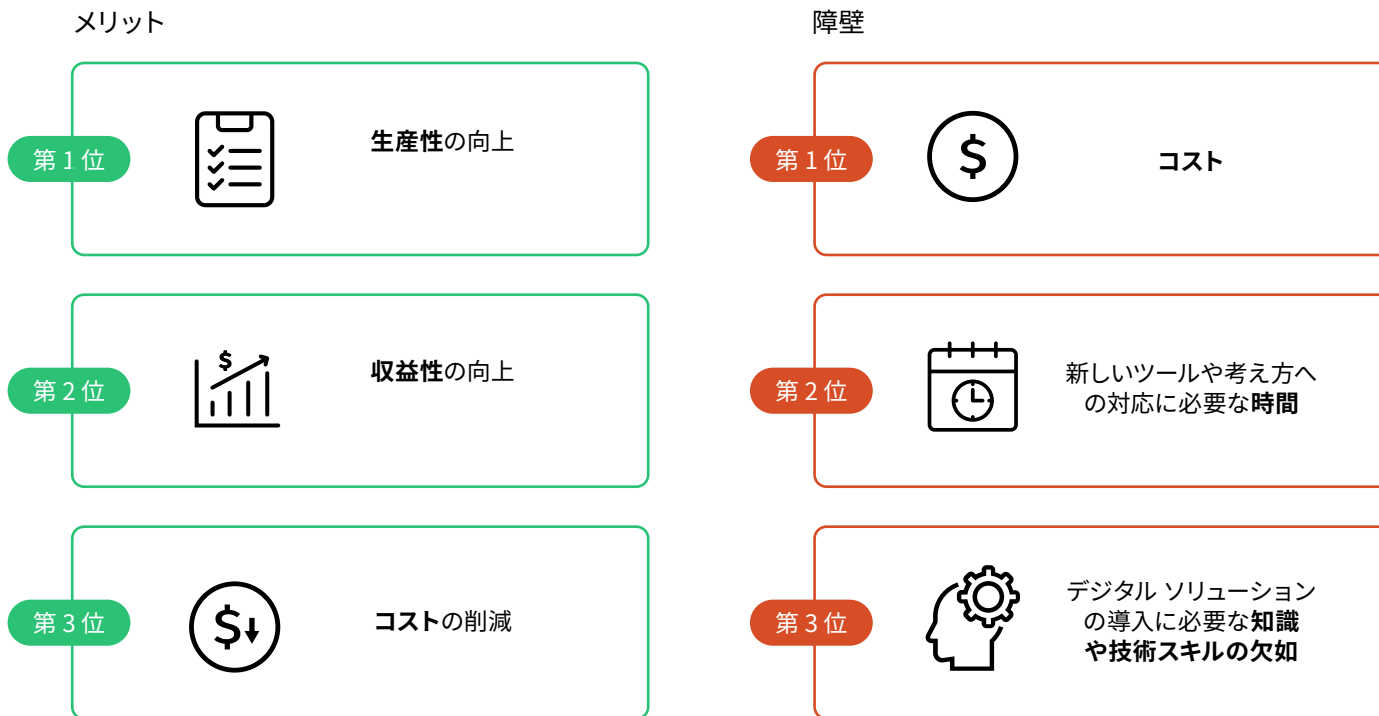 メリット
第 1 位
生産性の向上
第 2 位
収益性の向上
第 3 位
コストの削減
障壁
第 1 位
コスト
第 2 位
新しいツールや考え方へ
の対応に必要な時間
第 3 位
デジタル ソリューション
の導入に必要な知識
や技術スキルの欠如